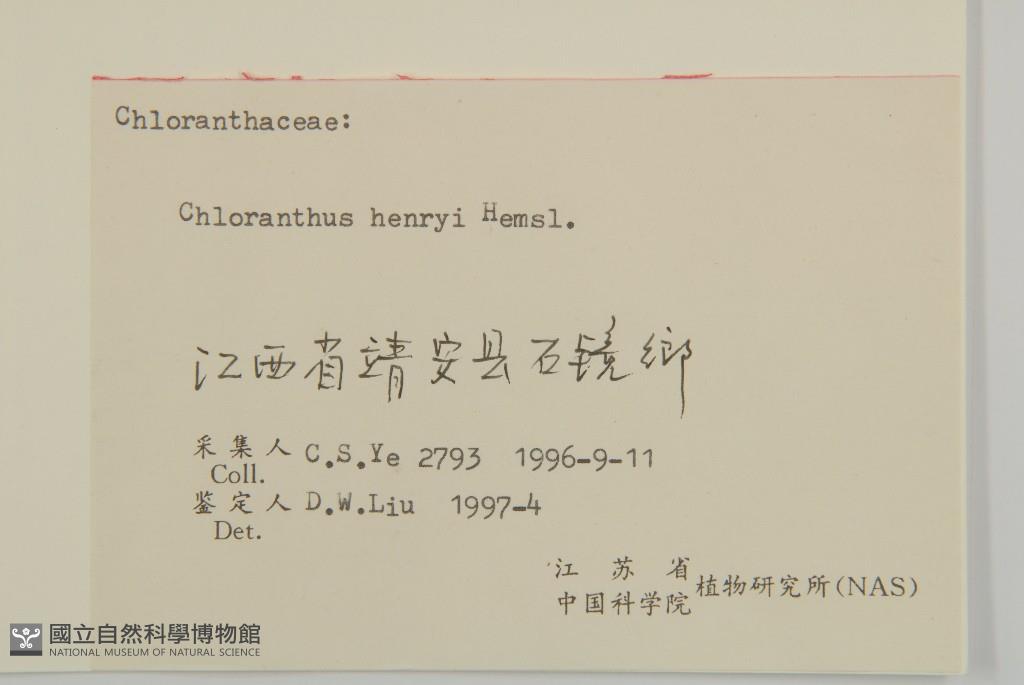 Chloranthaceae:
Chloranthus henryi Hemsl.
江西省靖安县石镜鄉
采集人 C.S.Ye 2793 1996-9-11
Coll.
鉴定人 D.W.Liu 1997-4
Det.
江苏省
中国科学院植物研究所(NAS)
國立自然科學博物館
NATIONAL MUSEUM OF NATURAL SCIENCE